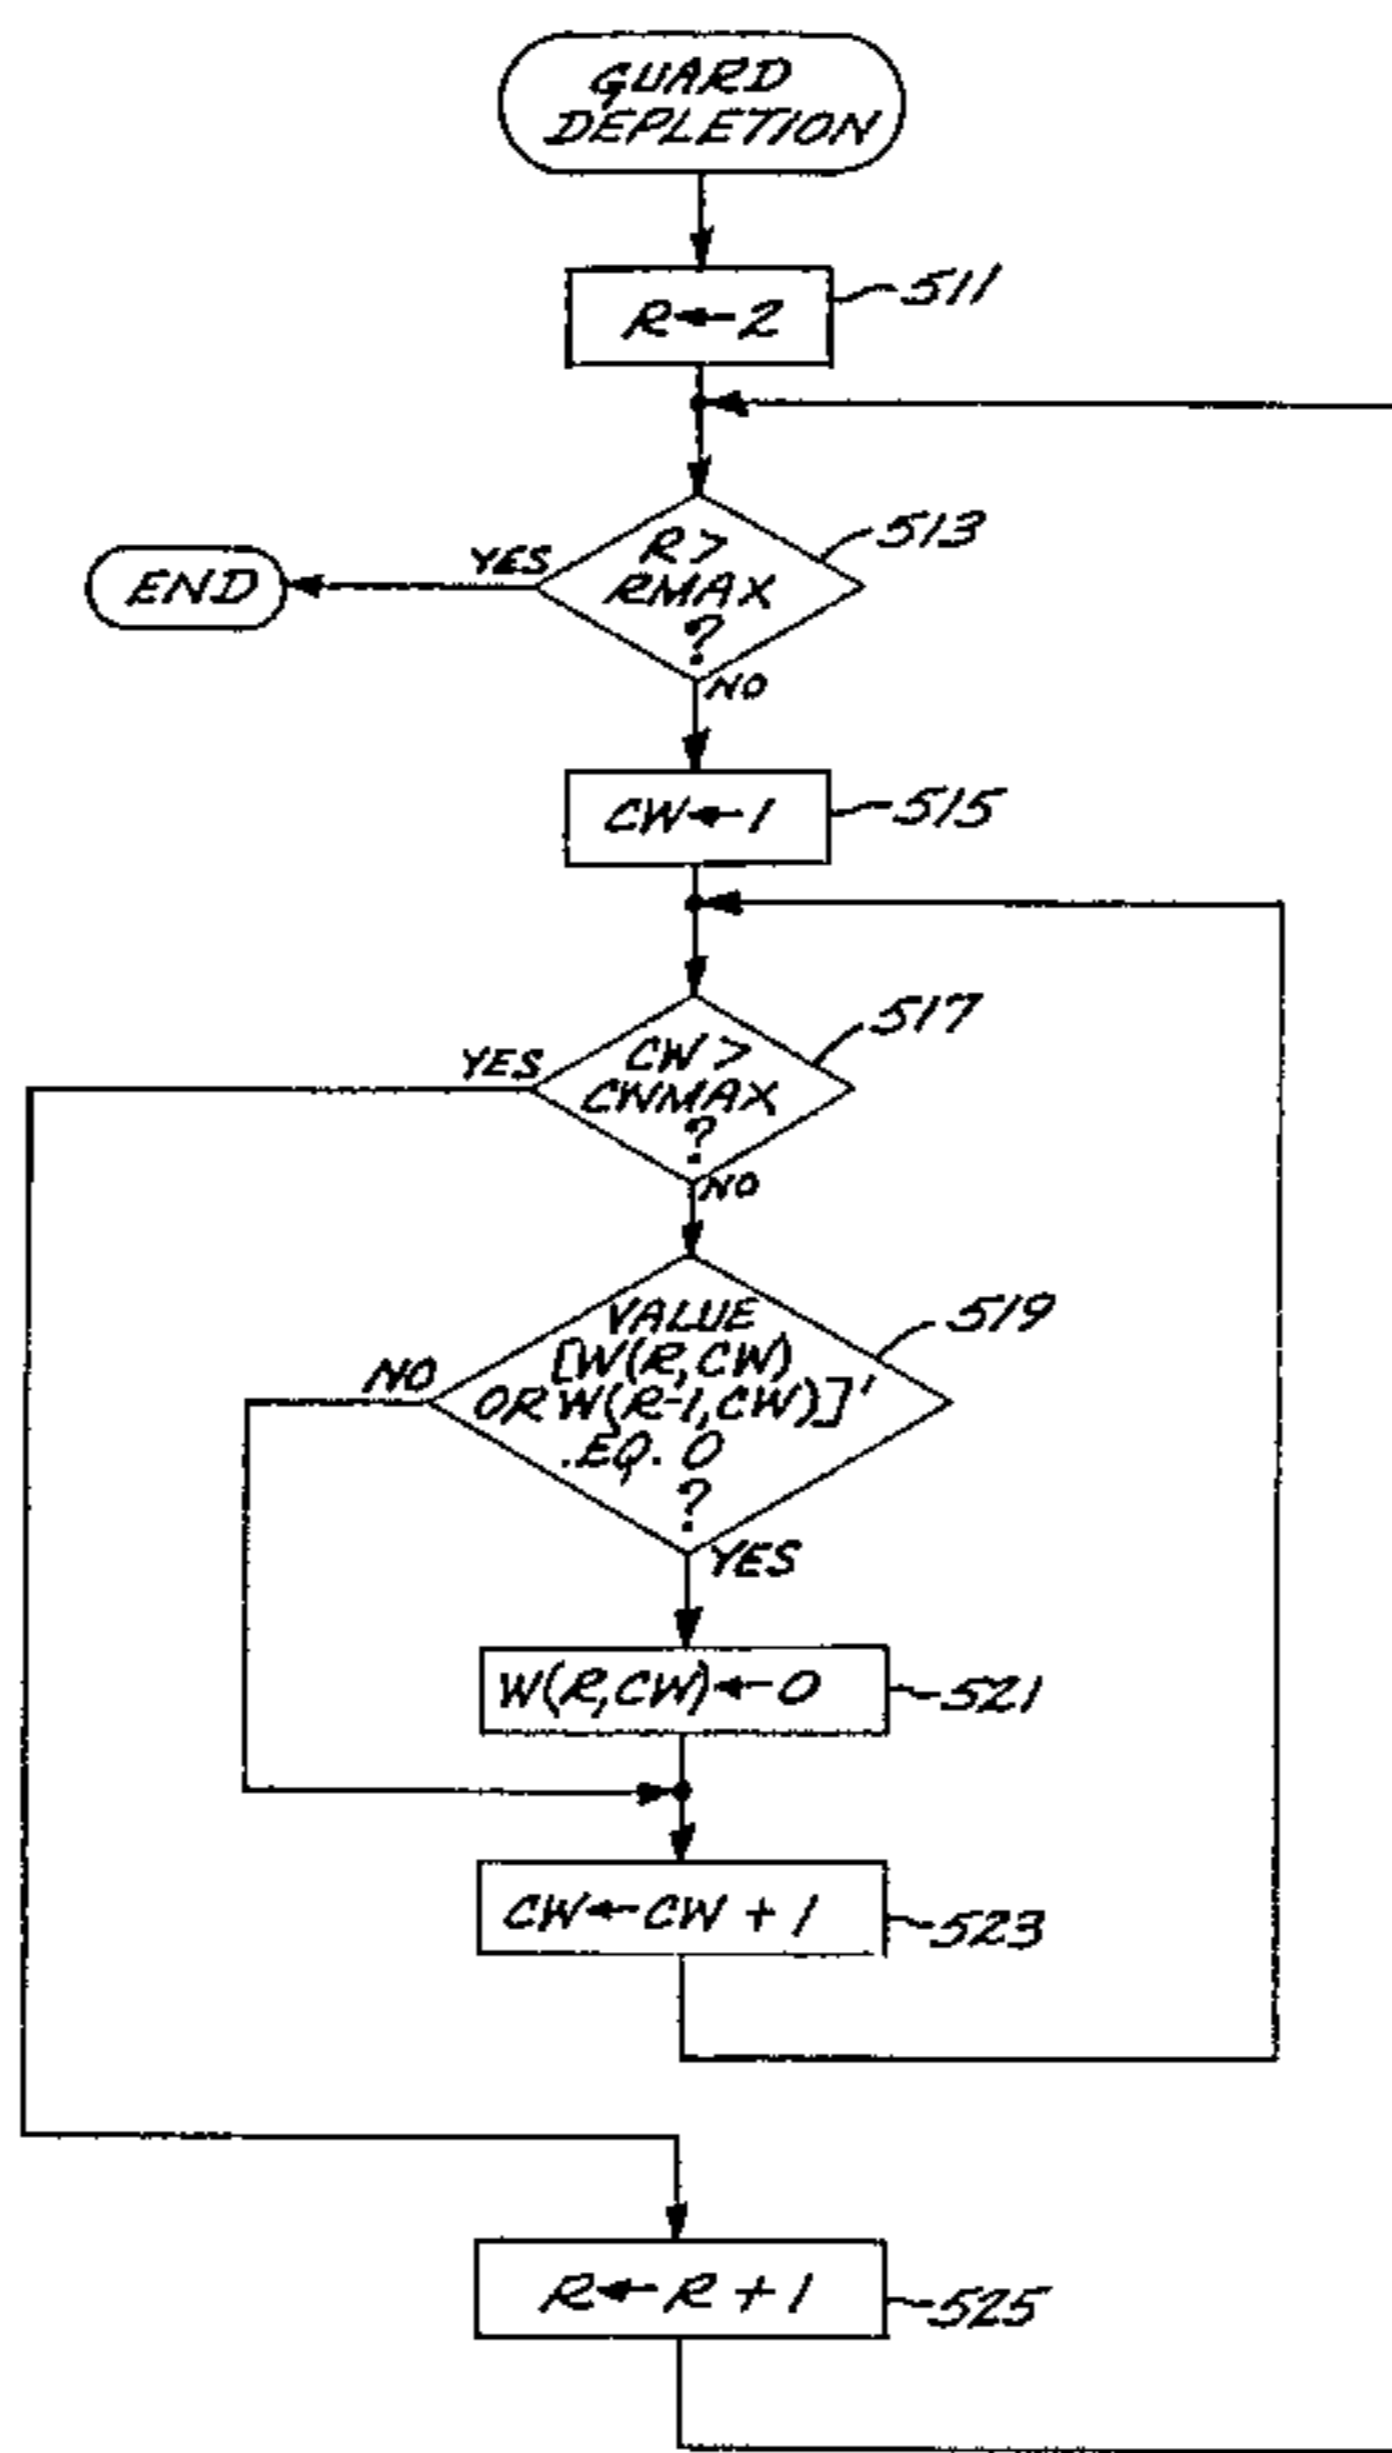 GUARD
DEPLETION
R←2
511
R>
RMAX
?
513
YES
END
NO
CW←1
515
CW>
CWMAX
?
517
YES
NO
VALUE
[W(R,CW)
OR W(R-1,CW)]'
.EQ. 0
?
519
NO
YES
W(R,CW)←0
521
CW←CW+1
523
R←R+1
525